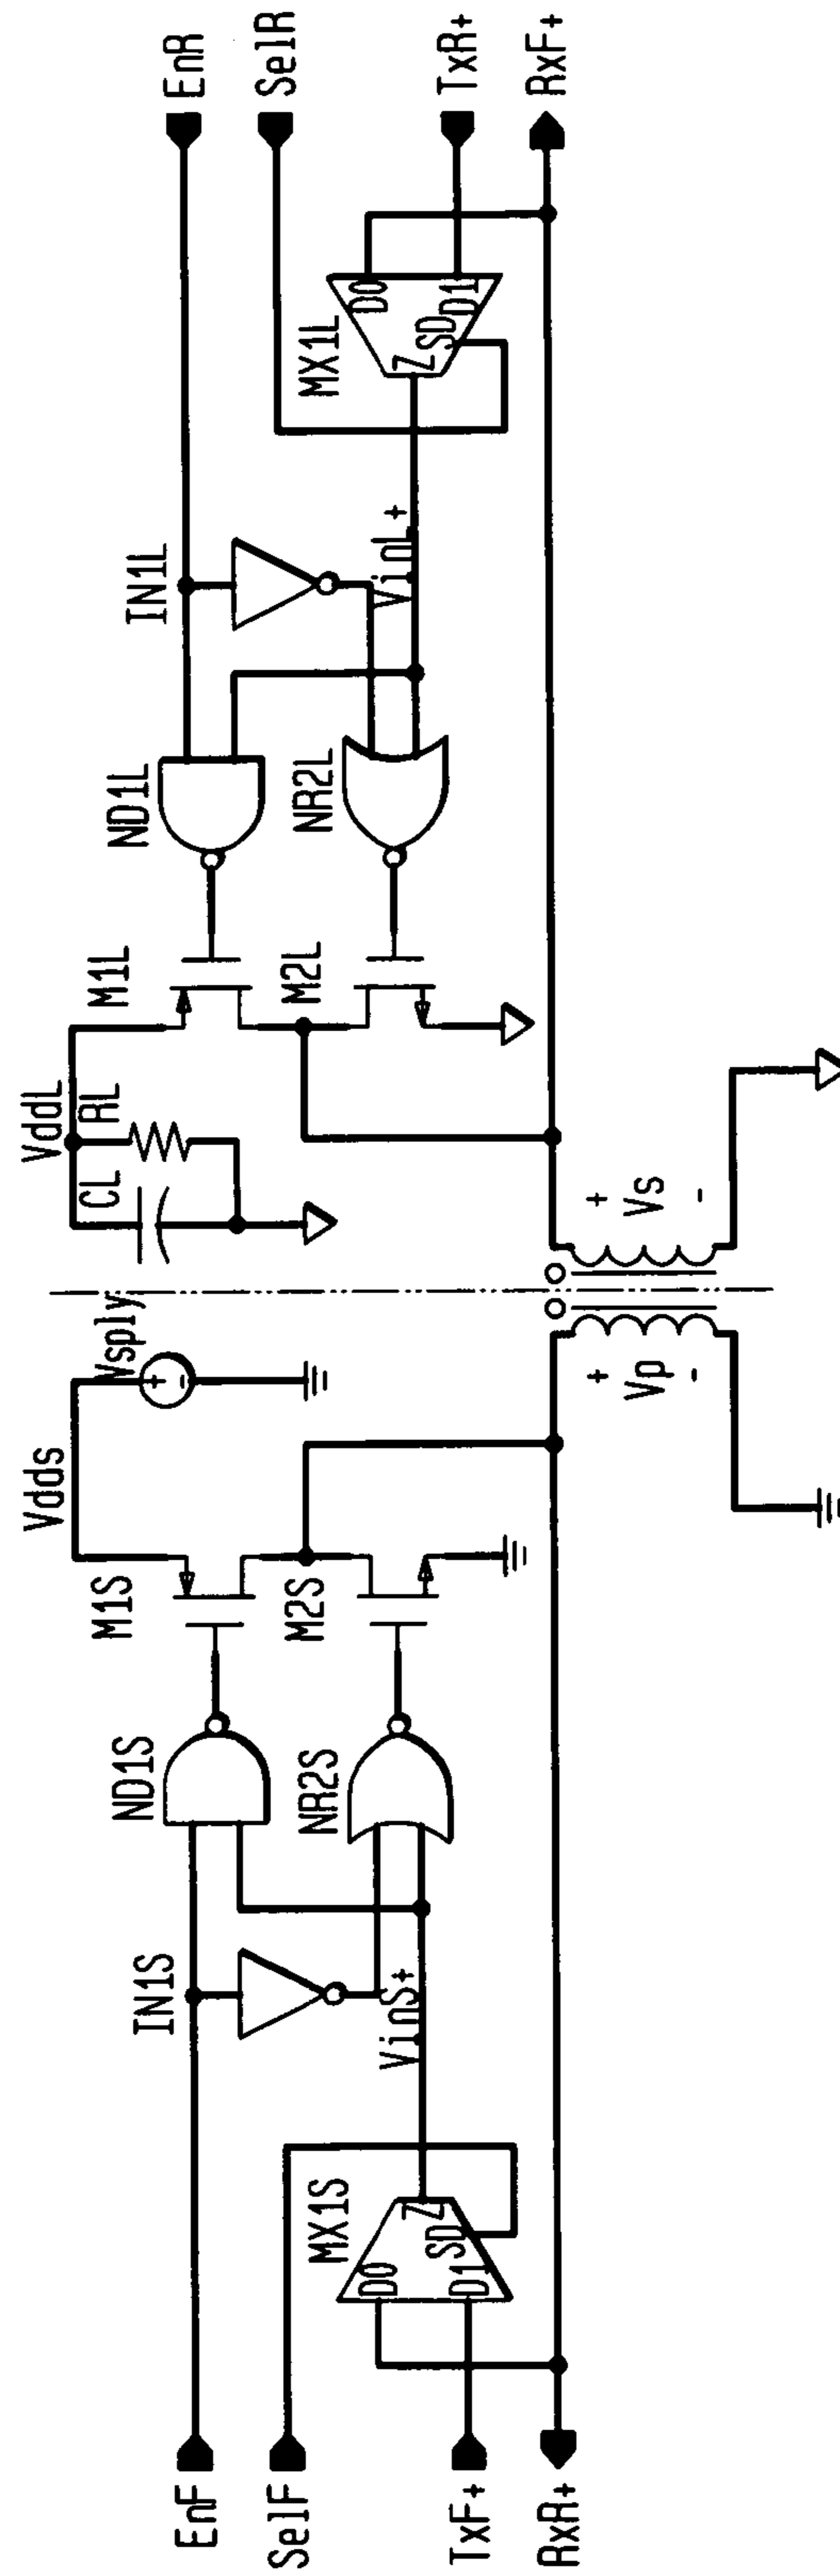 EnF
SelF
TxF+
RxR+
MX1S
D0
D1
SD
Z
IN1S
VinS+
ND1S
NR2S
M1S
M2S
Vdds
Vsply
+
-
+
Vp
-
+
Vs
-
VddL
CL
RL
M1L
M2L
ND1L
NR2L
IN1L
VinL+
MX1L
Z
SD
D0
D1
EnR
SelR
TxR+
RxF+